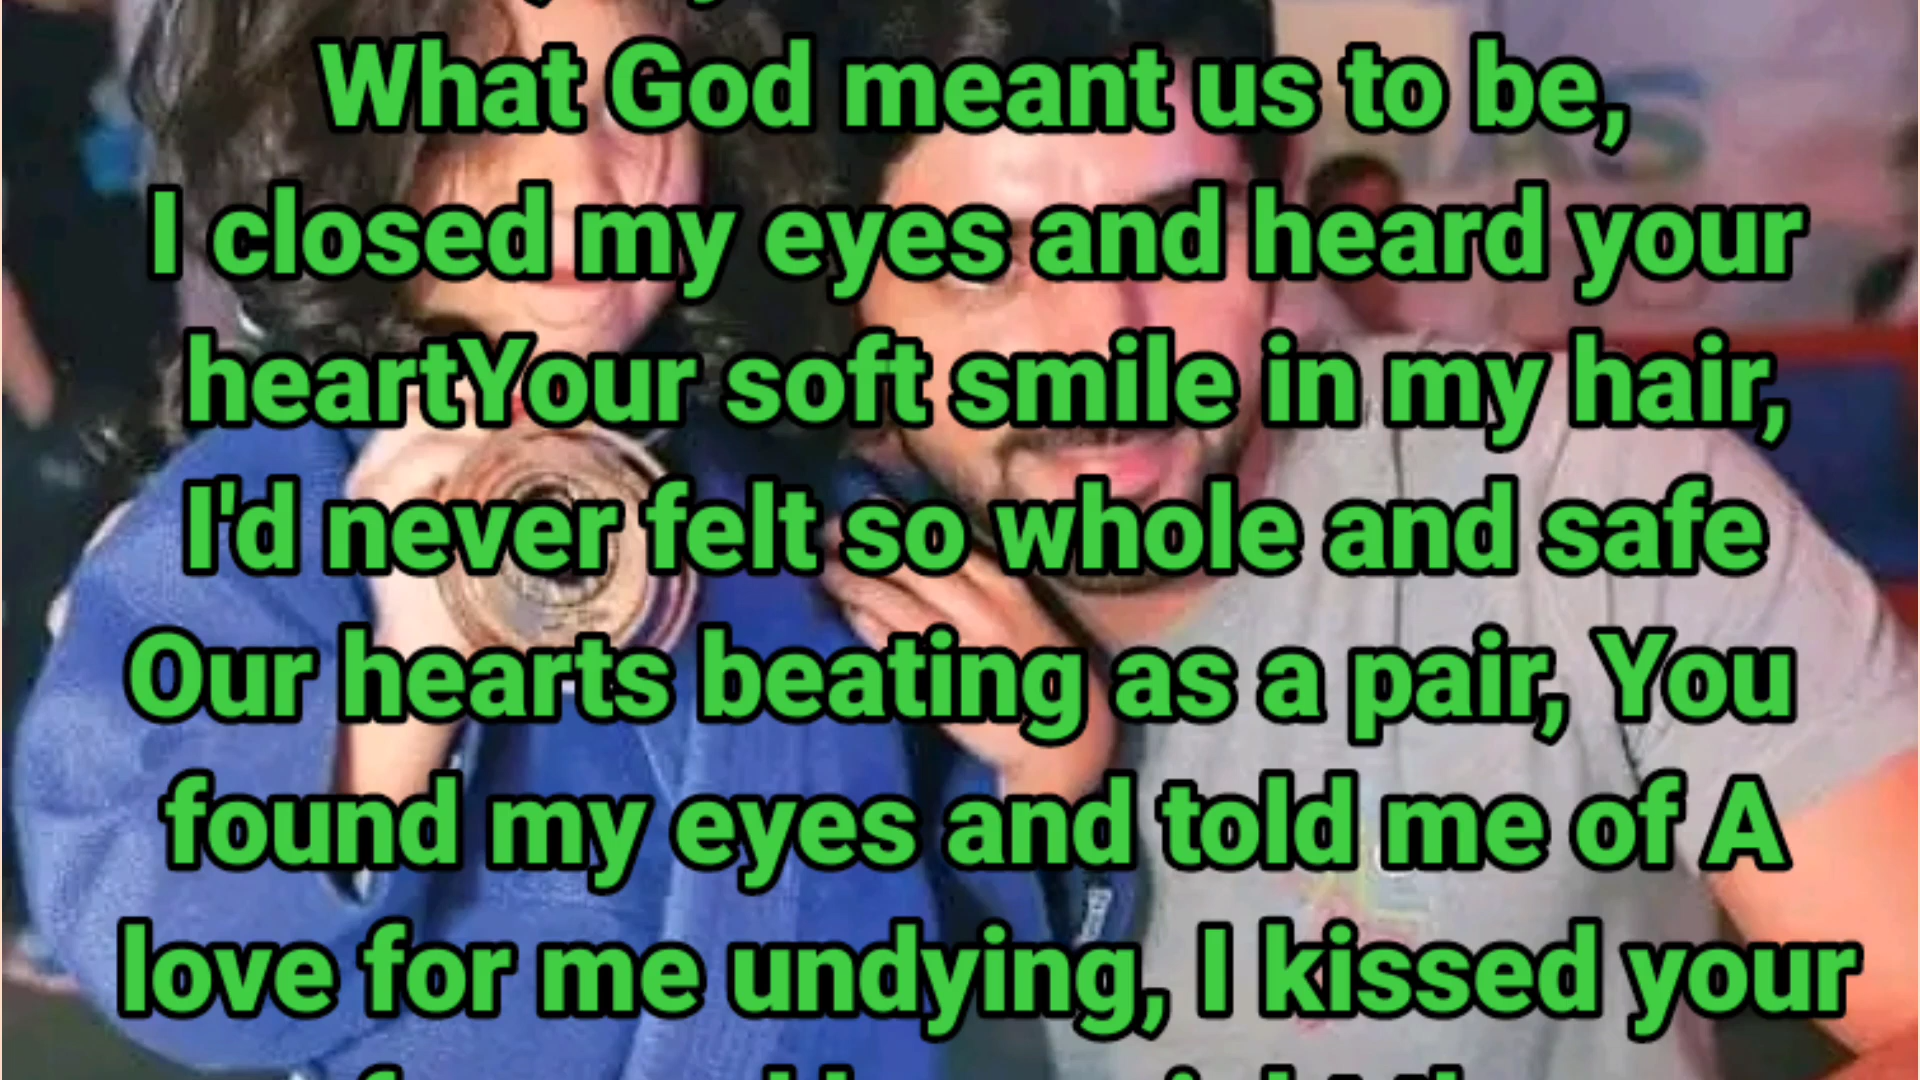 What God meant us to be,
I closed my eyes and heard your
heartYour soft smile in my hair,
I'd never felt so whole and safe
Our hearts beating as a pair, You
found my eyes and told me of A
love for me undying, I kissed your